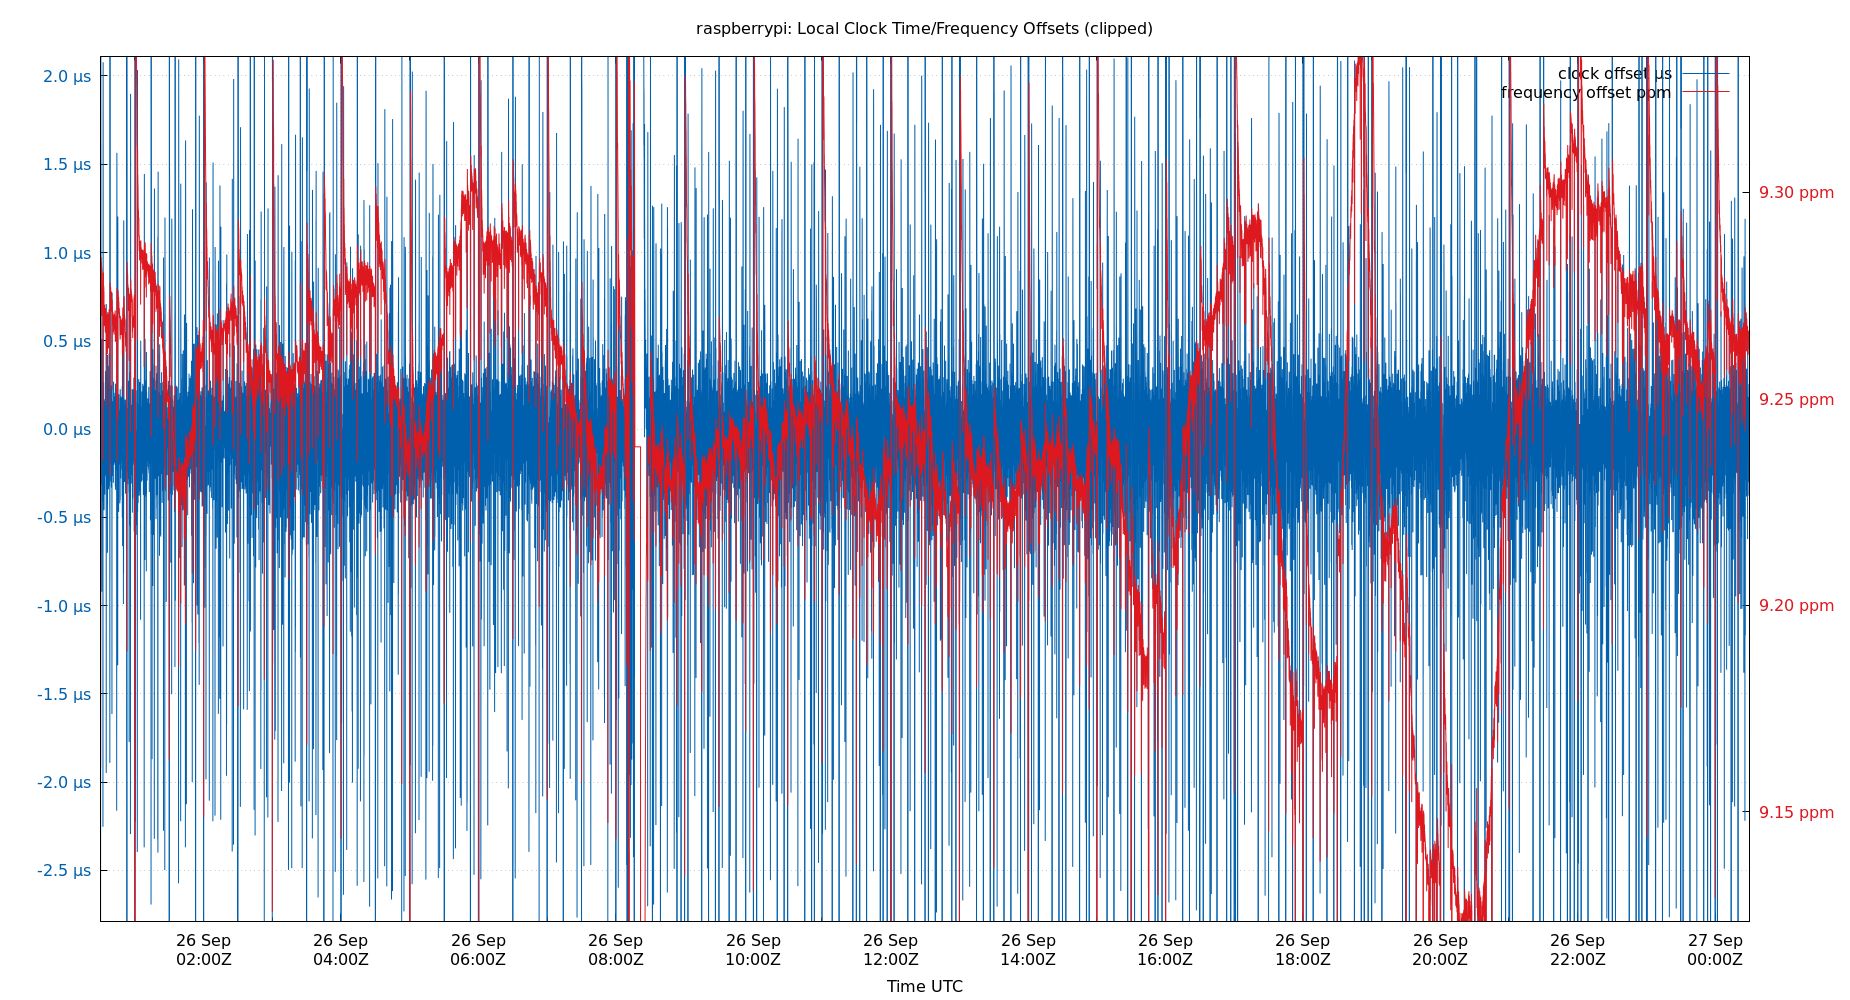 raspberrypi: Local Clock Time/Frequency Offsets (clipped)
clock offset µs
frequency offset ppm
2.0 µs
1.5 µs
1.0 µs
0.5 µs
0.0 µs
-0.5 µs
-1.0 µs
-1.5 µs
-2.0 µs
-2.5 µs
9.30 ppm
9.25 ppm
9.20 ppm
9.15 ppm
26 Sep 26 Sep 26 Sep 26 Sep 26 Sep 26 Sep 26 Sep 26 Sep 26 Sep 26 Sep 26 Sep 27 Sep
02:00Z 04:00Z 06:00Z 08:00Z 10:00Z 12:00Z 14:00Z 16:00Z 18:00Z 20:00Z 22:00Z 00:00Z
Time UTC